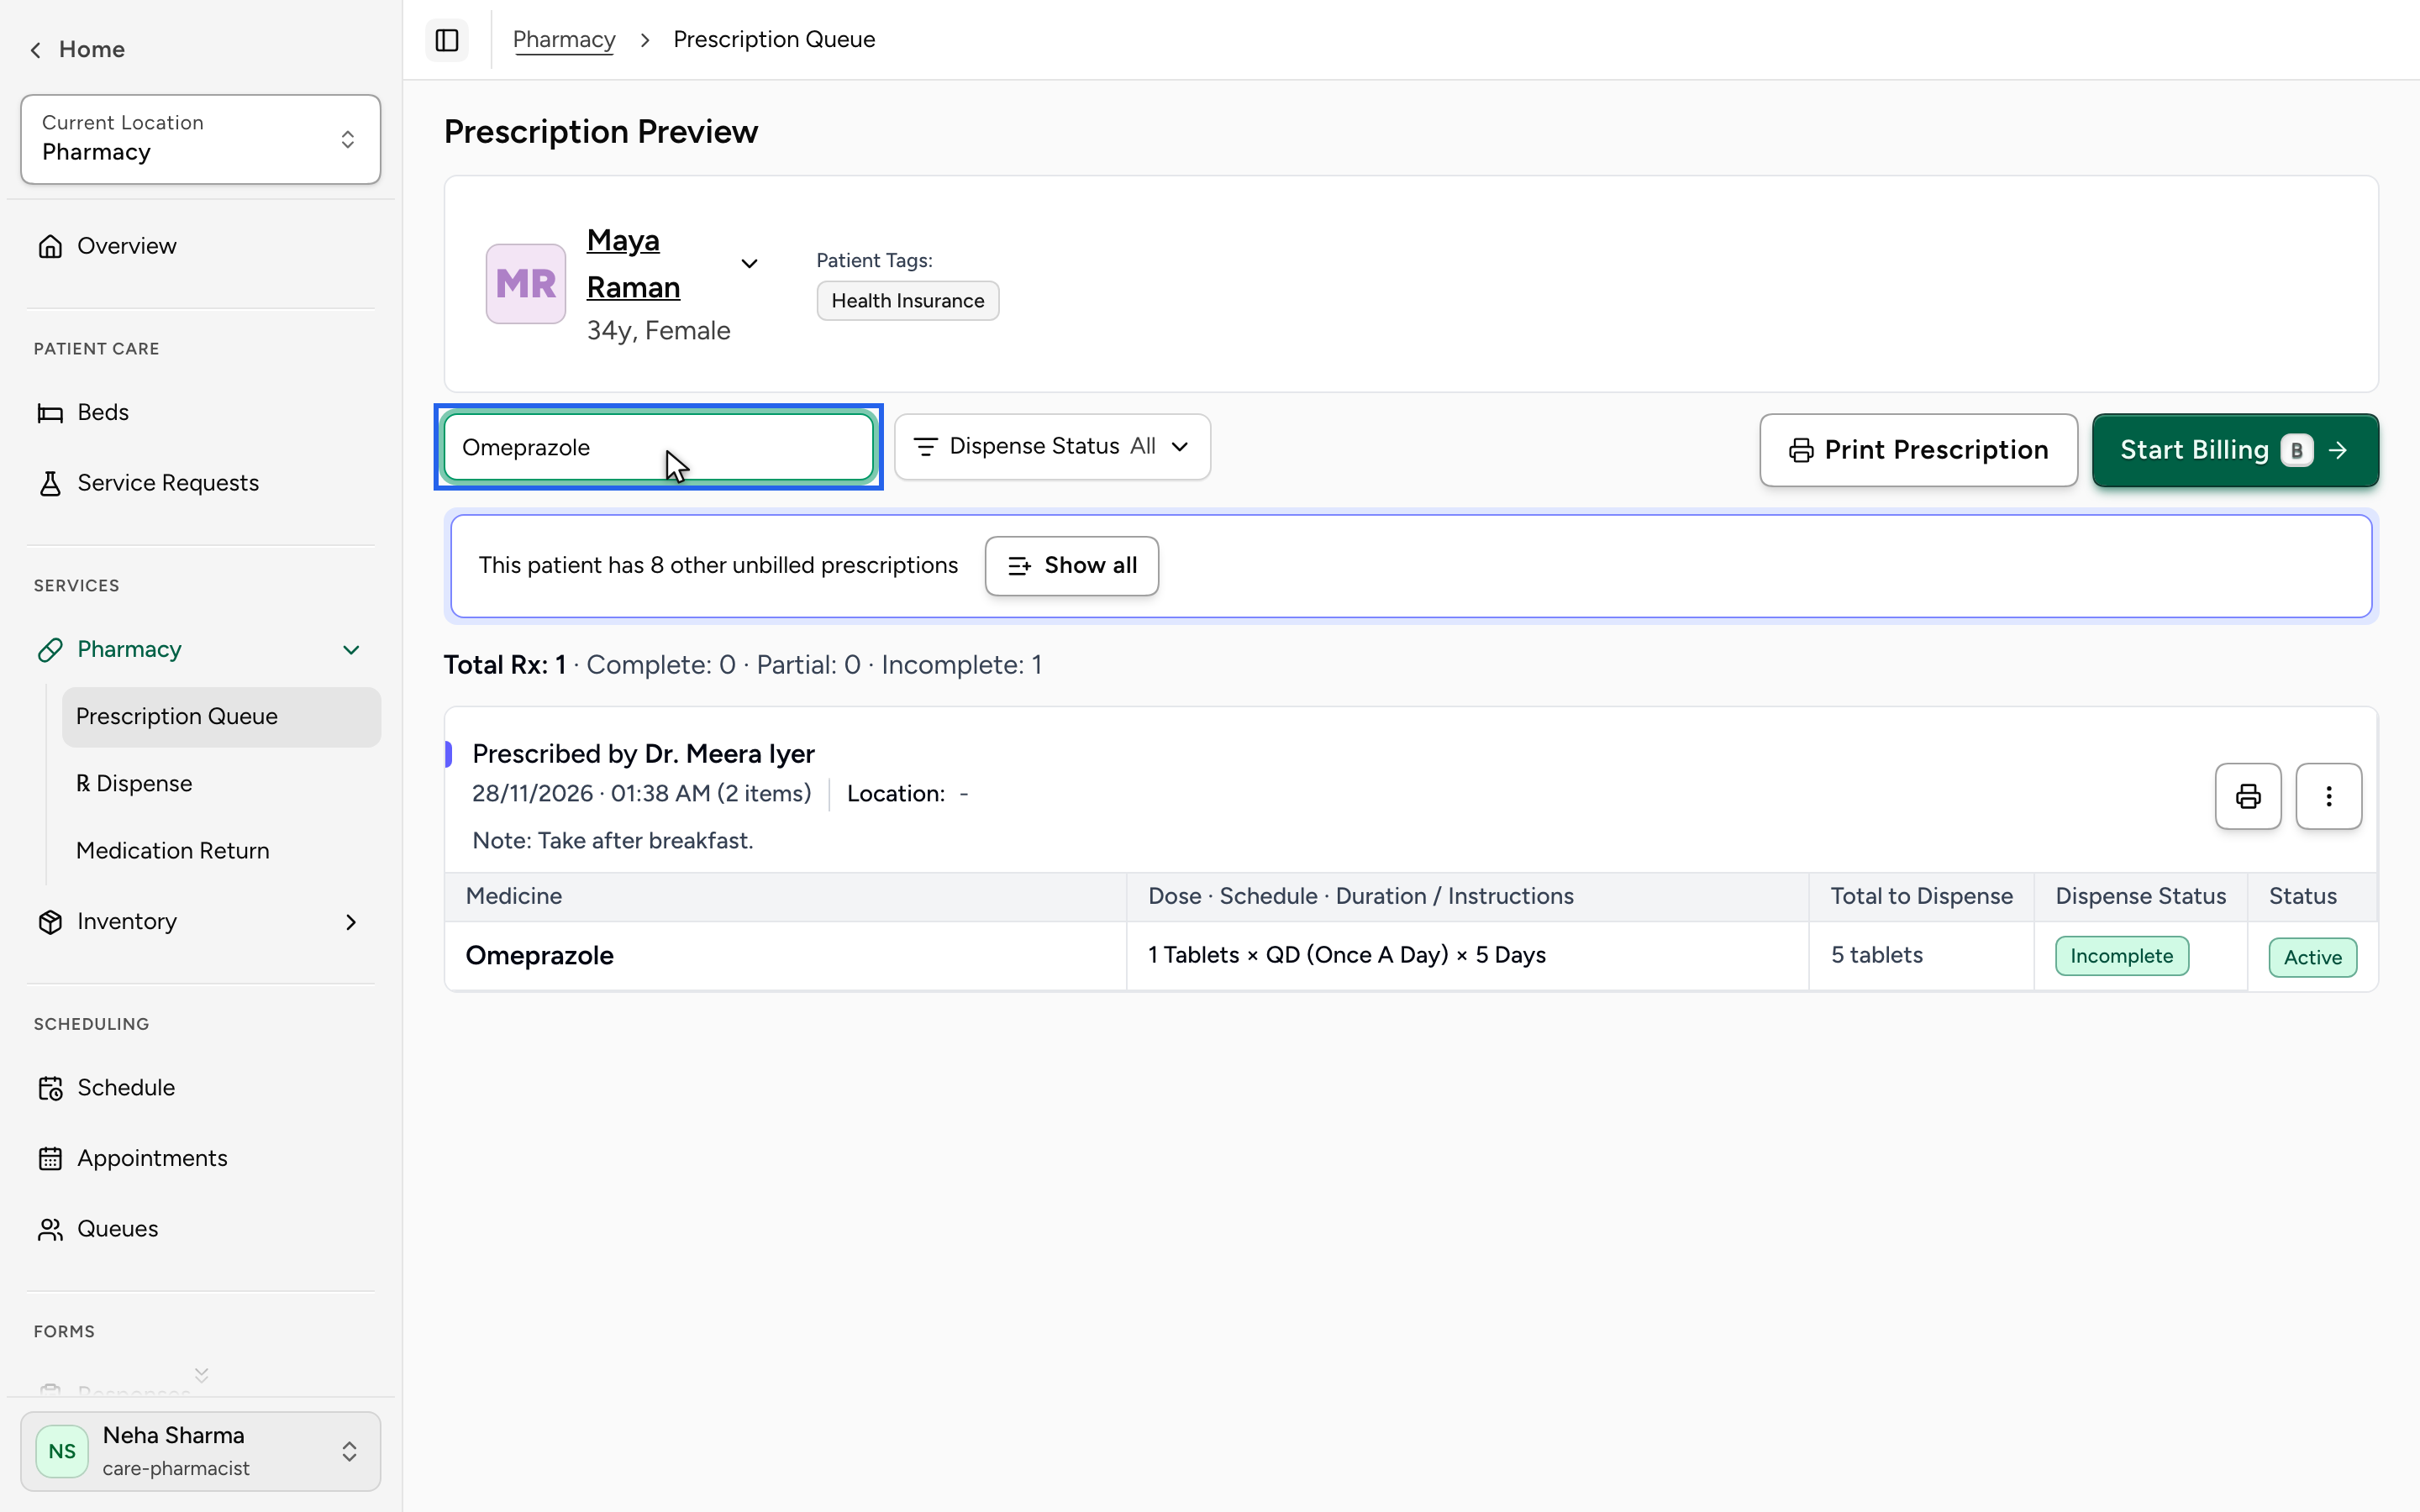 Home
Current Location
Pharmacy
Overview
PATIENT CARE
Beds
Service Requests
SERVICES
Pharmacy
Prescription Queue
℞ Dispense
Medication Return
Inventory
SCHEDULING
Schedule
Appointments
Queues
FORMS
Responses
NS
Neha Sharma
care-pharmacist
Pharmacy > Prescription Queue
Prescription Preview
MR
Maya
Raman
34y, Female
Patient Tags:
Health Insurance
Omeprazole
Dispense Status All
Print Prescription
Start Billing B →
This patient has 8 other unbilled prescriptions
Show all
Total Rx: 1 · Complete: 0 · Partial: 0 · Incomplete: 1
Prescribed by Dr. Meera Iyer
28/11/2026 · 01:38 AM (2 items)
Location: -
Note: Take after breakfast.
Medicine Dose · Schedule · Duration / Instructions Total to Dispense Dispense Status Status
Omeprazole 1 Tablets × QD (Once A Day) × 5 Days 5 tablets Incomplete Active